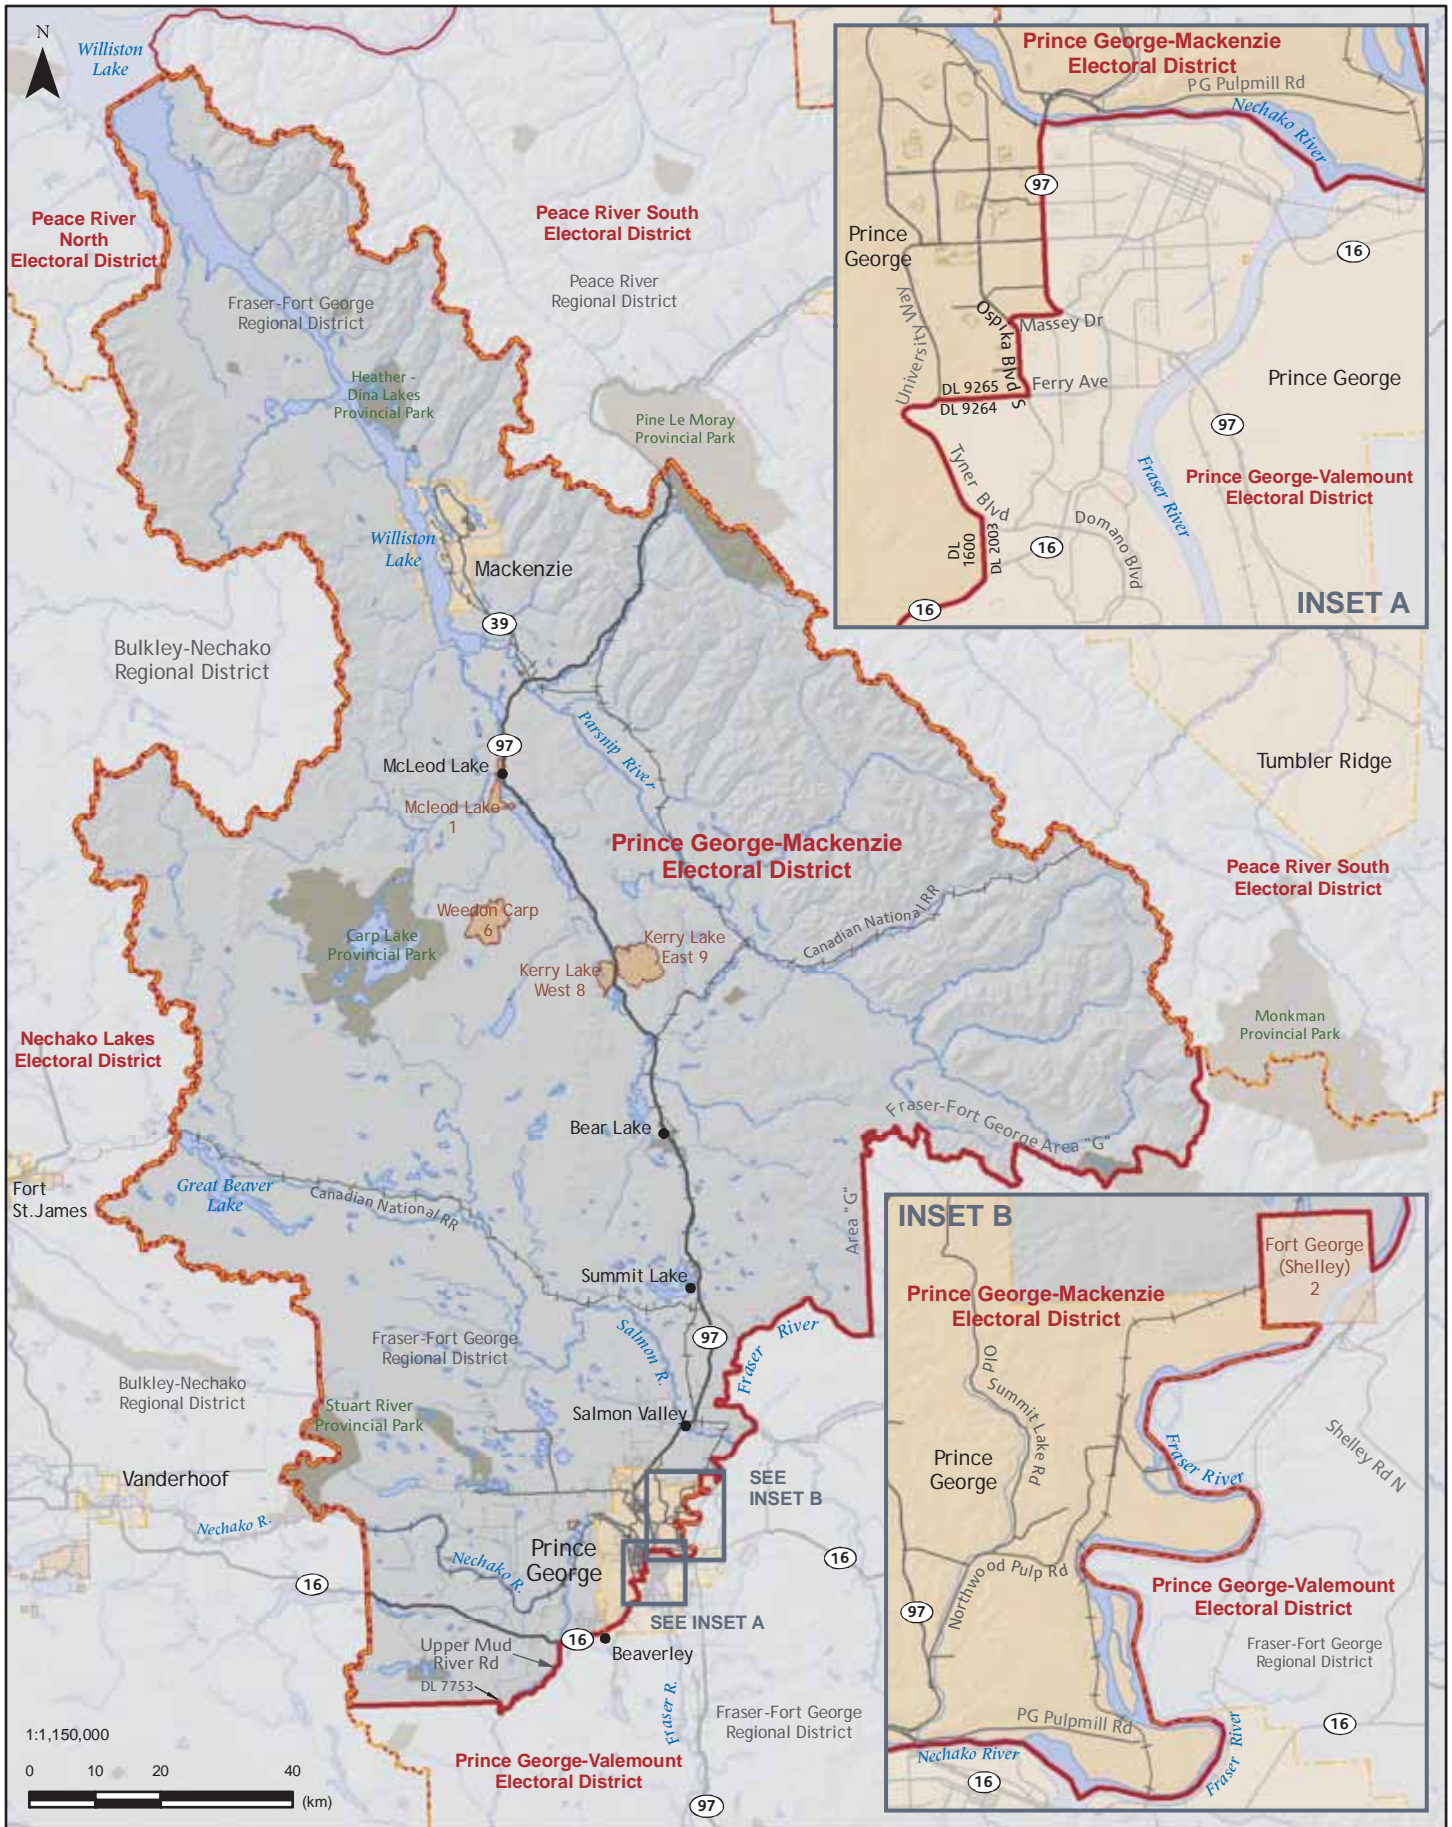 N
Williston
Lake
Peace River
North
Electoral District
Peace River South
Electoral District
Peace River
Regional District
Fraser-Fort George
Regional District
Heather -
Dina Lakes
Provincial Park
Pine Le Moray
Provincial Park
Williston
Lake
Mackenzie
39
Bulkley-Nechako
Regional District
97
McLeod Lake
Mcleod Lake
1
Parsnip River
Tumbler Ridge
Prince George-Mackenzie
Electoral District
Peace River South
Electoral District
Weedon Carp
6
Carp Lake
Provincial Park
Kerry Lake
East 9
Kerry Lake
West 8
Canadian National RR
Nechako Lakes
Electoral District
Monkman
Provincial Park
Bear Lake
Fraser-Fort George Area "G"
Area "G"
Fort
St.James
Great Beaver
Lake
Canadian National RR
Summit Lake
97
Salmon R.
Fraser River
Fraser-Fort George
Regional District
Bulkley-Nechako
Regional District
Stuart River
Provincial Park
Salmon Valley
Vanderhoof
SEE
INSET B
Nechako R.
Nechako R.
Prince
George
16
16
SEE INSET A
16
Beaverley
Upper Mud
River Rd
DL 7753
Fraser R.
Fraser-Fort George
Regional District
Prince George-Valemount
Electoral District
97
1:1,150,000
0 10 20 40
(km)
Prince George-Mackenzie
Electoral District
PG Pulpmill Rd
Nechako River
97
16
Prince
George
University Way
Ospika Blvd S
Massey Dr
Ferry Ave
DL 9265
DL 9264
Prince George
97
Tyner Blvd
Fraser River
Prince George-Valemount
Electoral District
DL
1600
DL 2003
16
Domano Blvd
16
INSET A
INSET B
Fort George
(Shelley)
2
Prince George-Mackenzie
Electoral District
Old Summit Lake Rd
Prince
George
Fraser River
Shelley Rd N
Northwood Pulp Rd
97
Prince George-Valemount
Electoral District
Fraser-Fort George
Regional District
PG Pulpmill Rd
Nechako River
16
Fraser River
16